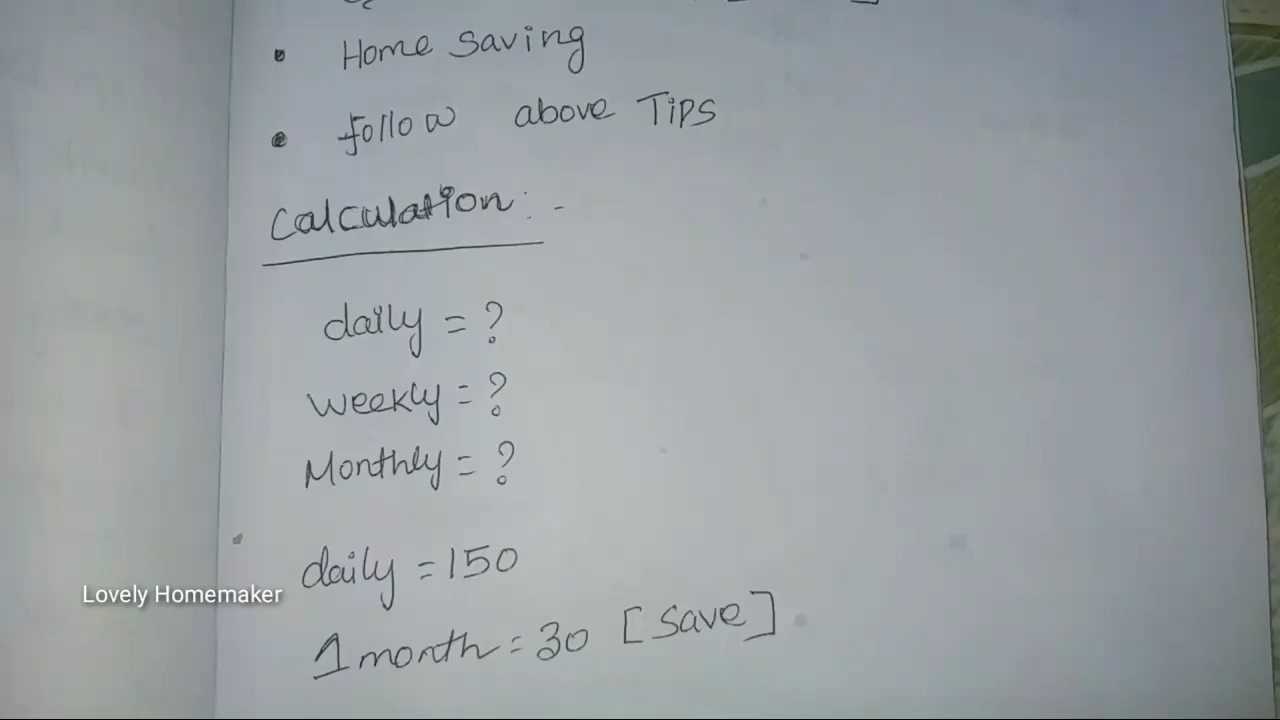 • Home saving
• follow above Tips
Calculation:-
daily = ?
weekly = ?
Monthly = ?
daily = 150
Lovely Homemaker
1 month = 30 [save]